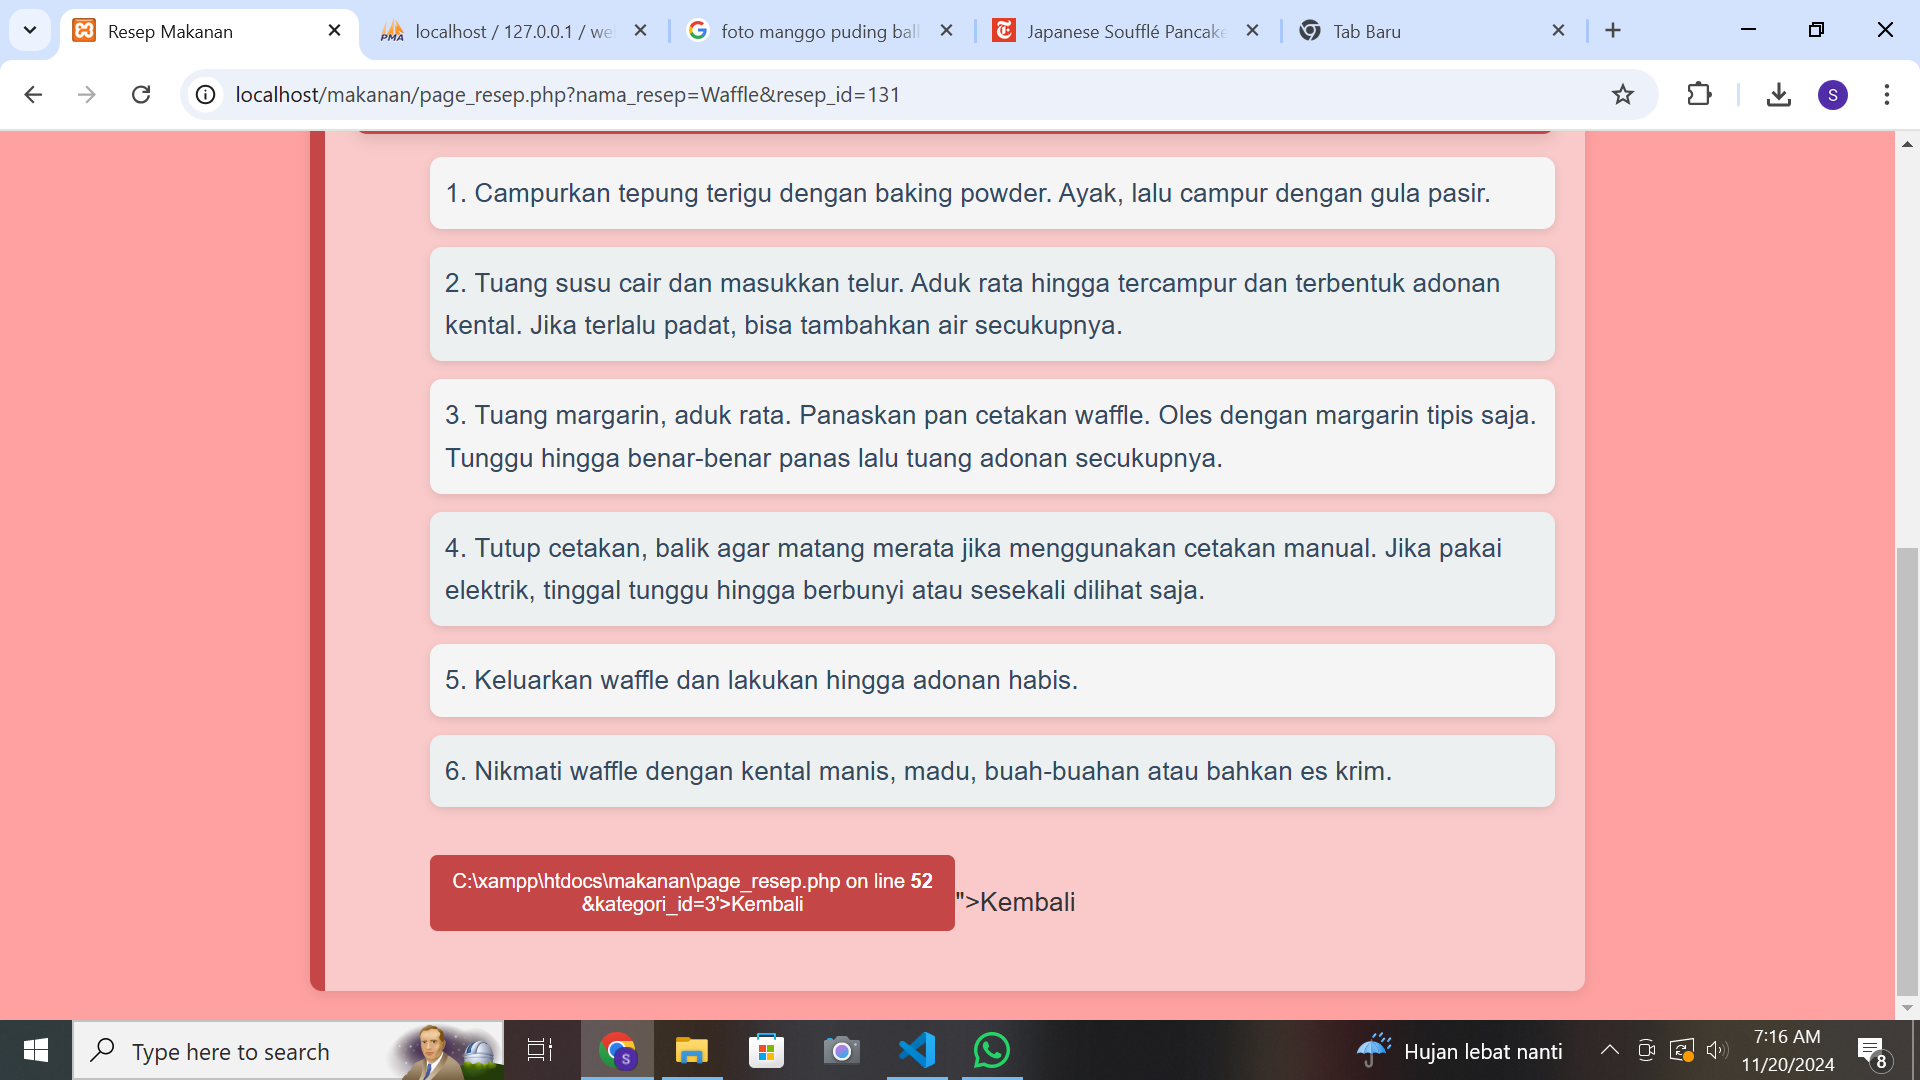 Resep Makanan
localhost / 127.0.0.1 / we
foto manggo puding ball
Japanese Soufflé Pancake
Tab Baru
localhost/makanan/page_resep.php?nama_resep=Waffle&resep_id=131
S
1. Campurkan tepung terigu dengan baking powder. Ayak, lalu campur dengan gula pasir.
2. Tuang susu cair dan masukkan telur. Aduk rata hingga tercampur dan terbentuk adonan
kental. Jika terlalu padat, bisa tambahkan air secukupnya.
3. Tuang margarin, aduk rata. Panaskan pan cetakan waffle. Oles dengan margarin tipis saja.
Tunggu hingga benar-benar panas lalu tuang adonan secukupnya.
4. Tutup cetakan, balik agar matang merata jika menggunakan cetakan manual. Jika pakai
elektrik, tinggal tunggu hingga berbunyi atau sesekali dilihat saja.
5. Keluarkan waffle dan lakukan hingga adonan habis.
6. Nikmati waffle dengan kental manis, madu, buah-buahan atau bahkan es krim.
C:\xampp\htdocs\makanan\page_resep.php on line 52
&kategori_id=3'>Kembali
">Kembali
Type here to search
S
Hujan lebat nanti
7:16 AM
11/20/2024
8